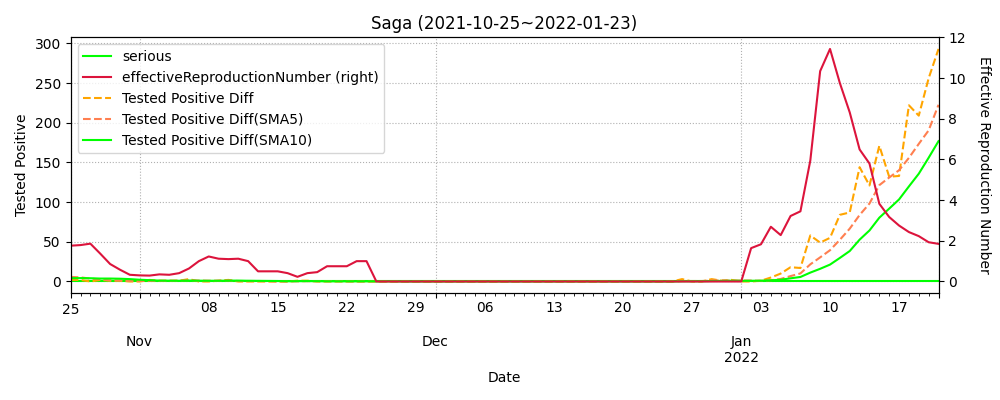 Saga (2021-10-25~2022-01-23)
serious
effectiveReproductionNumber (right)
Tested Positive Diff
Tested Positive Diff(SMA5)
Tested Positive Diff(SMA10)
Tested Positive
300
250
200
150
100
50
0
12
10
8
6
4
2
0
Effective Reproduction Number
25 08 15 22 29 06 13 20 27 03 10 17
Nov Dec Jan
2022
Date